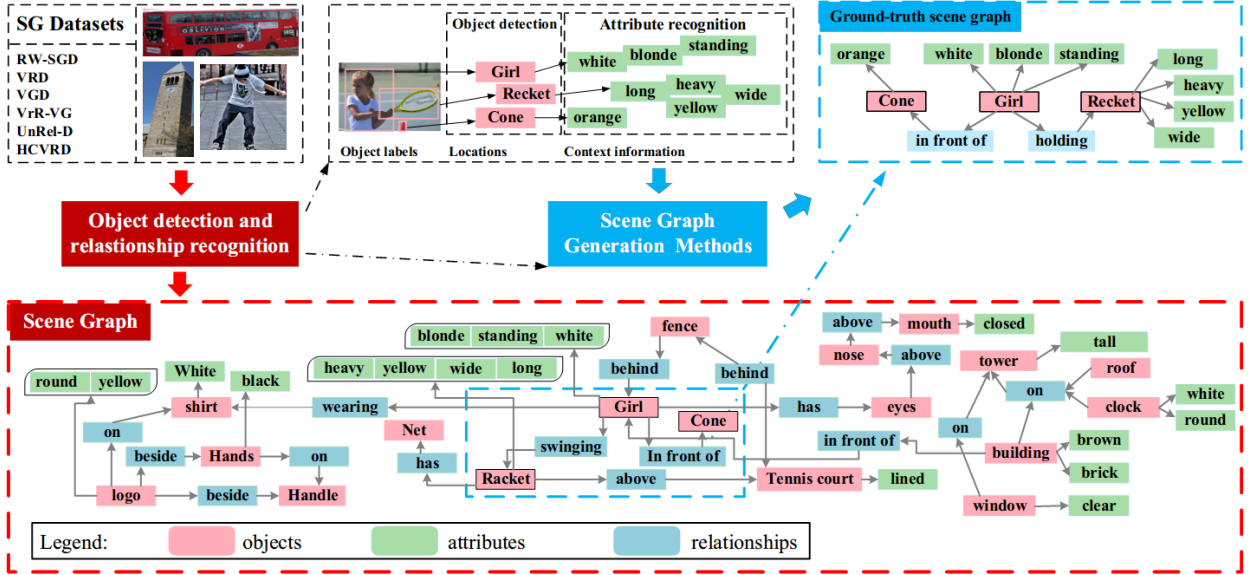 SG Datasets
RW-SGD
VRD
VGD
VrR-VG
UnRel-D
HCVRD
OBLIVION
Object detection
Attribute recognition
Girl
Recket
Cone
white
blonde
standing
long
heavy
wide
yellow
orange
Object labels
Locations
Context information
Ground-truth scene graph
orange
white
blonde
standing
long
heavy
yellow
wide
Cone
Girl
Recket
in front of
holding
Object detection and
relastionship recognition
Scene Graph
Generation Methods
Scene Graph
round
yellow
White
black
shirt
on
beside
Hands
on
logo
beside
Handle
wearing
blonde
standing
white
heavy
yellow
wide
long
fence
behind
behind
Girl
Cone
Net
has
swinging
In front of
Racket
above
Tennis court
lined
has
eyes
above
nose
above
mouth
closed
in front of
tower
tall
on
roof
clock
white
round
on
building
brown
brick
window
clear
Legend:
objects
attributes
relationships